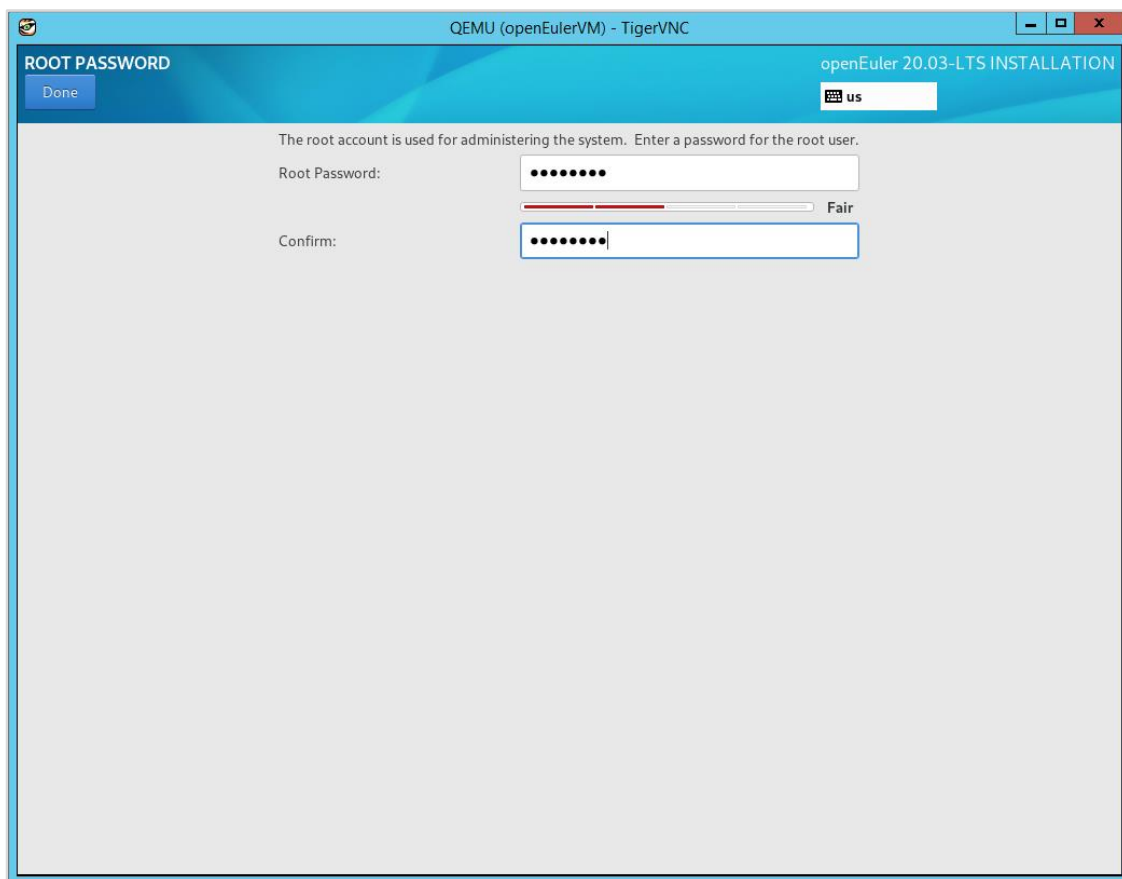 QEMU (openEulerVM) - TigerVNC
ROOT PASSWORD
openEuler 20.03-LTS INSTALLATION
Done
us
The root account is used for administering the system.  Enter a password for the root user.
Root Password:
●●●●●●●●
Fair
Confirm:
●●●●●●●●